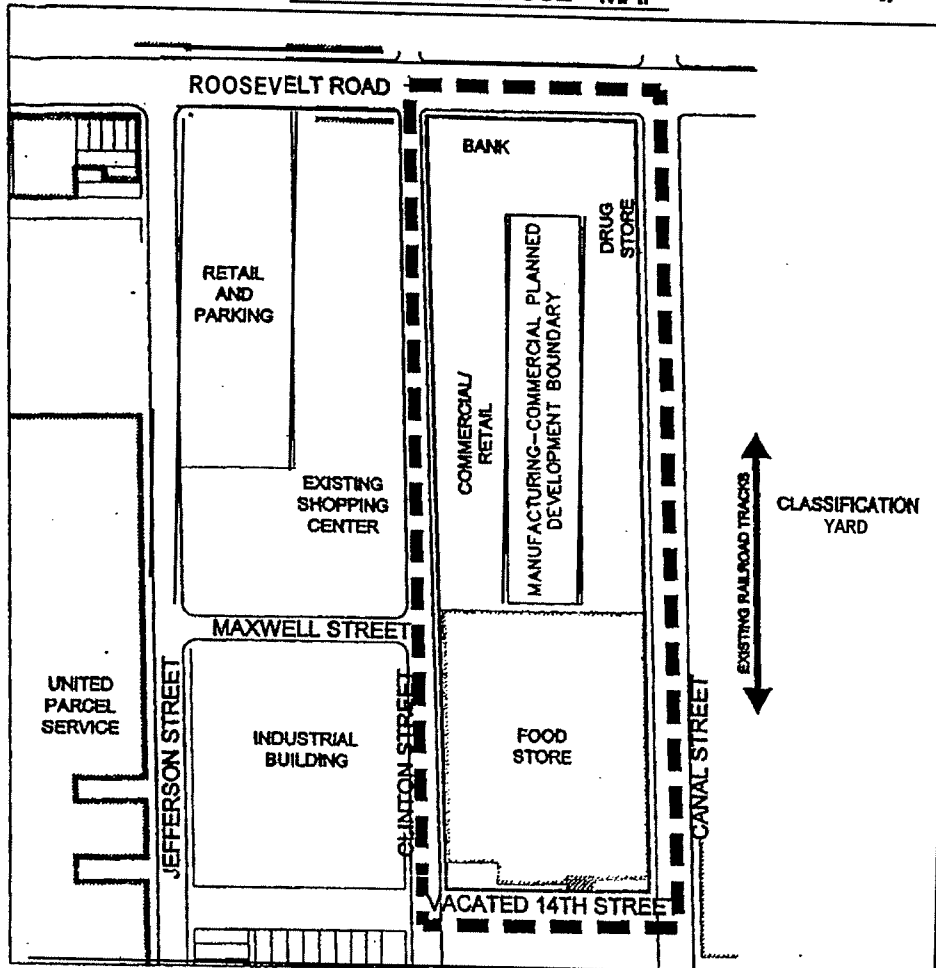 ROOSEVELT ROAD
BANK
DRUG
STORE
RETAIL
AND
PARKING
MANUFACTURING-COMMERCIAL PLANNED
DEVELOPMENT BOUNDARY
COMMERCIAL/
RETAIL
EXISTING
SHOPPING
CENTER
EXISTING RAILROAD TRACKS
CLASSIFICATION
YARD
MAXWELL STREET
UNITED
PARCEL
SERVICE
JEFFERSON STREET
INDUSTRIAL
BUILDING
CLINTON STREET
FOOD
STORE
CANAL STREET
VACATED 14TH STREET